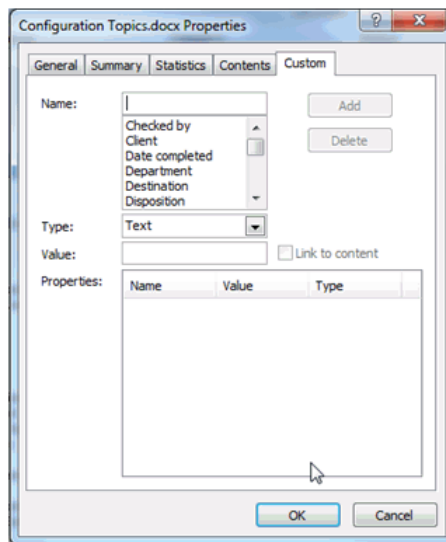 Configuration Topics.docx Properties
General Summary Statistics Contents Custom
Name:
Add
Checked by
Client
Date completed
Department
Destination
Disposition
Delete
Type: Text
Value: Link to content
Properties: Name Value Type
OK Cancel